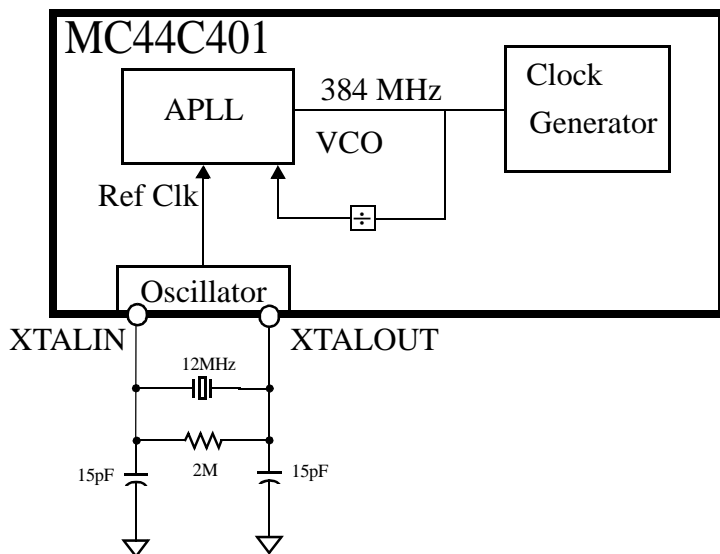 MC44C401
APLL
384 MHz
VCO
Clock
Generator
Ref Clk
÷
Oscillator
XTALIN
XTALOUT
12MHz
2M
15pF
15pF